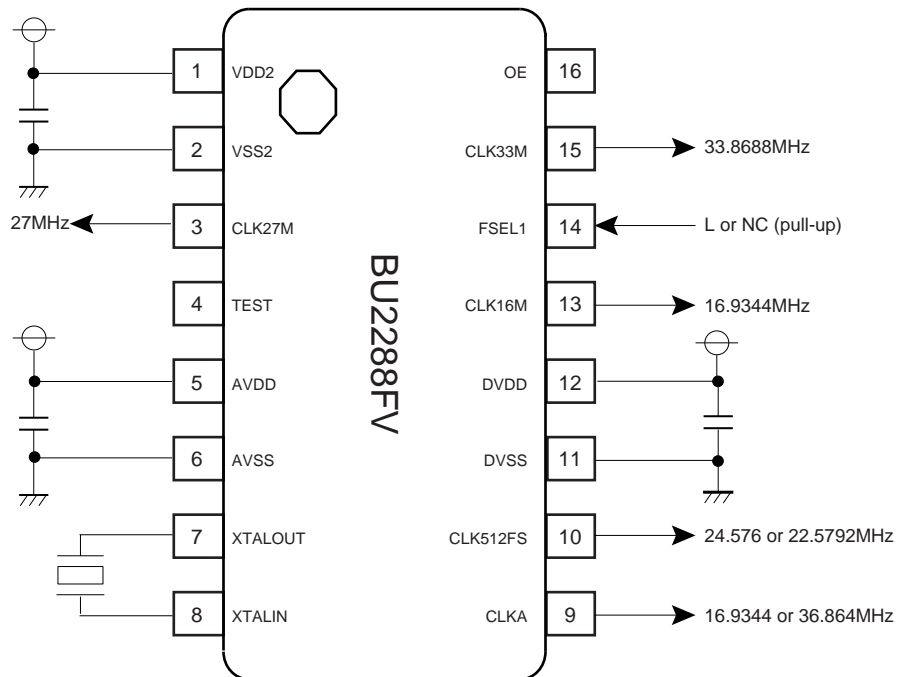 1 VDD2
2 VSS2
27MHz 3 CLK27M
4 TEST
5 AVDD
6 AVSS
7 XTALOUT
8 XTALIN
BU2288FV
OE 16
CLK33M 15 33.8688MHz
FSEL1 14 L or NC (pull-up)
CLK16M 13 16.9344MHz
DVDD 12
DVSS 11
CLK512FS 10 24.576 or 22.5792MHz
CLKA 9 16.9344 or 36.864MHz